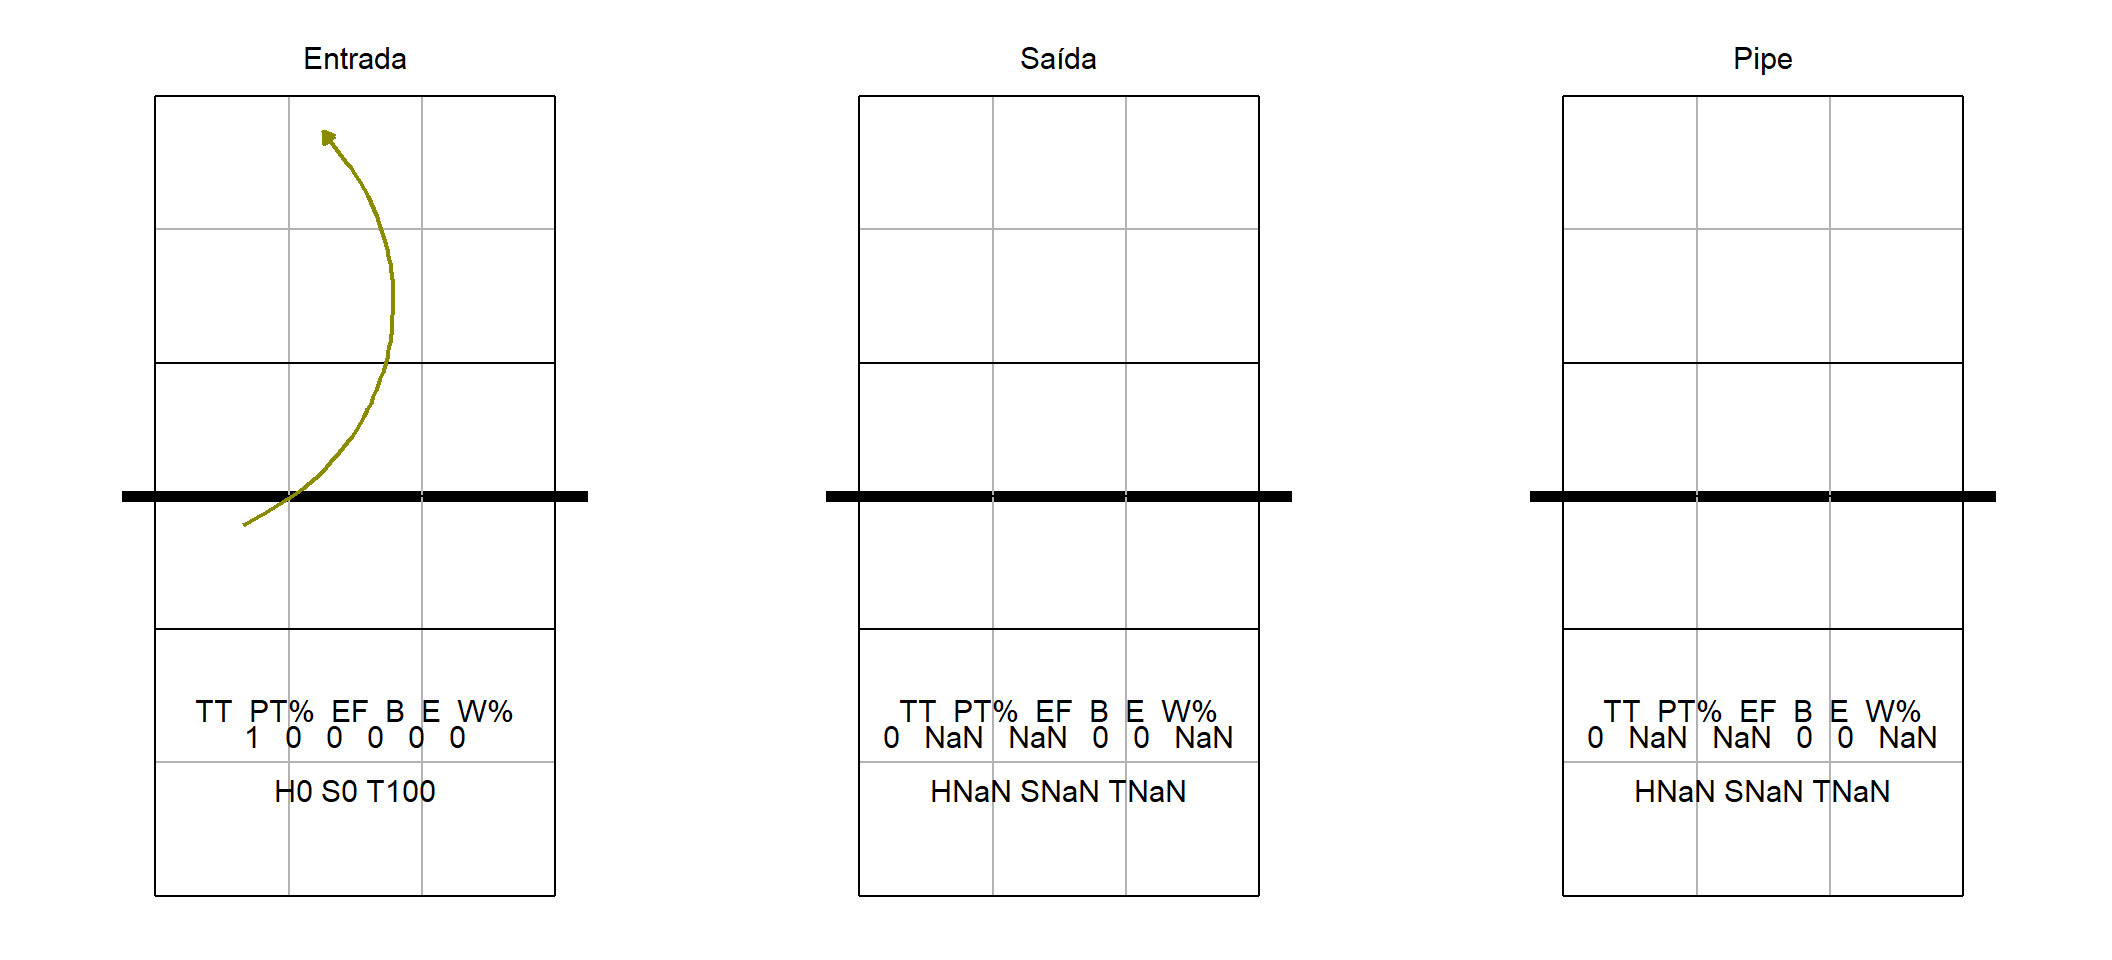 Entrada
TT PT% EF B E W%
1 0 0 0 0 0
H0 S0 T100
Saída
TT PT% EF B E W%
0 NaN NaN 0 0 NaN
HNaN SNaN TNaN
Pipe
TT PT% EF B E W%
0 NaN NaN 0 0 NaN
HNaN SNaN TNaN